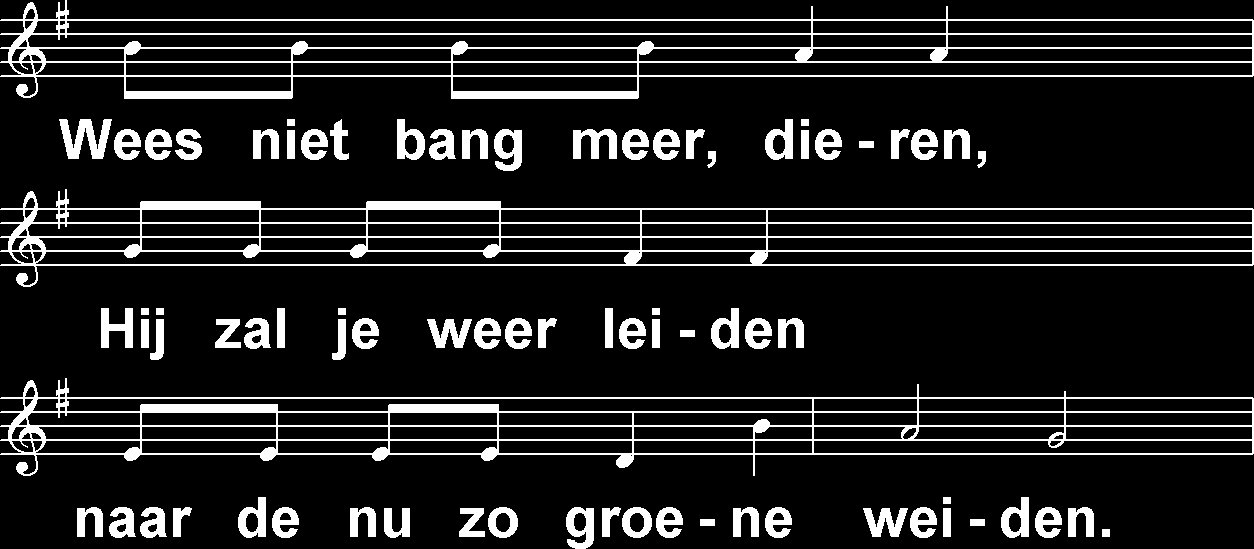 Wees niet bang meer, die - ren,
Hij zal je weer lei - den
naar de nu zo groe - ne wei - den.